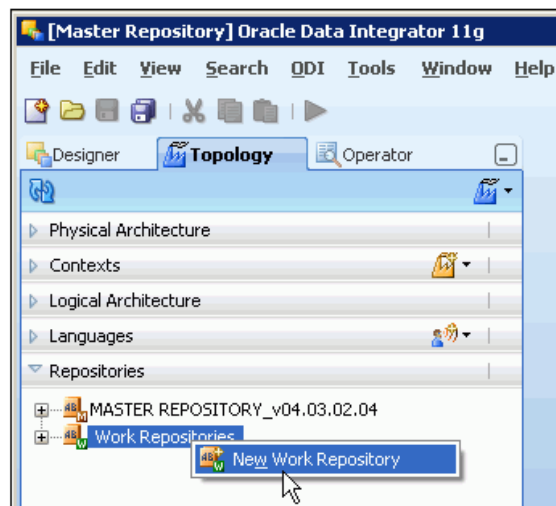 [Master Repository] Oracle Data Integrator 11g
File Edit View Search ODI Tools Window Help
Designer Topology Operator
Physical Architecture
Contexts
Logical Architecture
Languages
Repositories
MASTER REPOSITORY_v04.03.02.04
Work Repositories
New Work Repository